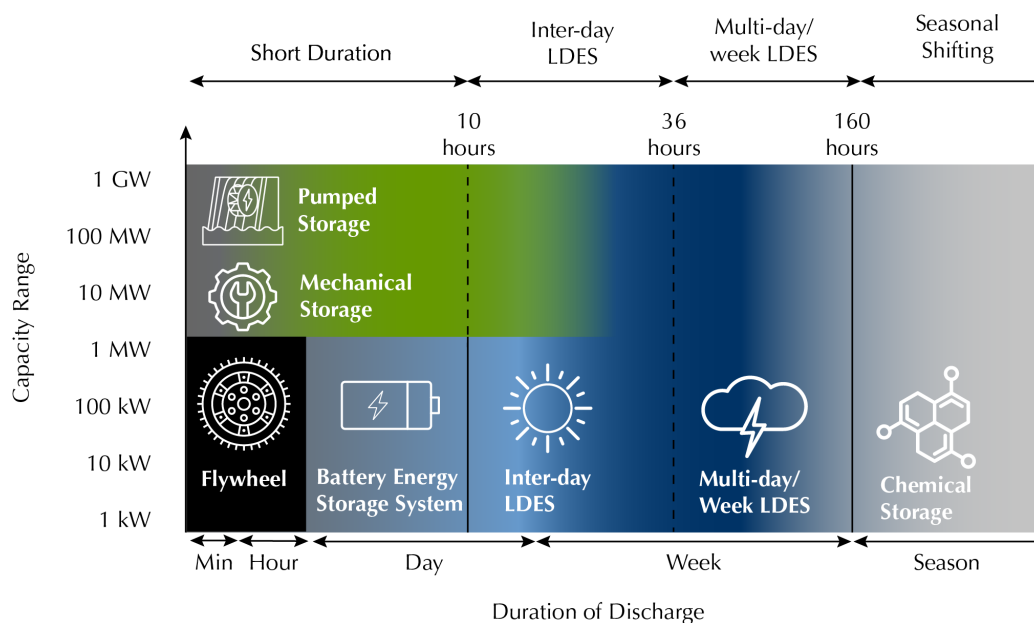 Short Duration
Inter-day
LDES
Multi-day/
week LDES
Seasonal
Shifting
10
hours
36
hours
160
hours
Capacity Range
1 GW
100 MW
10 MW
1 MW
100 kW
10 kW
1 kW
Pumped
Storage
Mechanical
Storage
Flywheel
Battery Energy
Storage System
Inter-day
LDES
Multi-day/
Week LDES
Chemical
Storage
Min
Hour
Day
Week
Season
Duration of Discharge